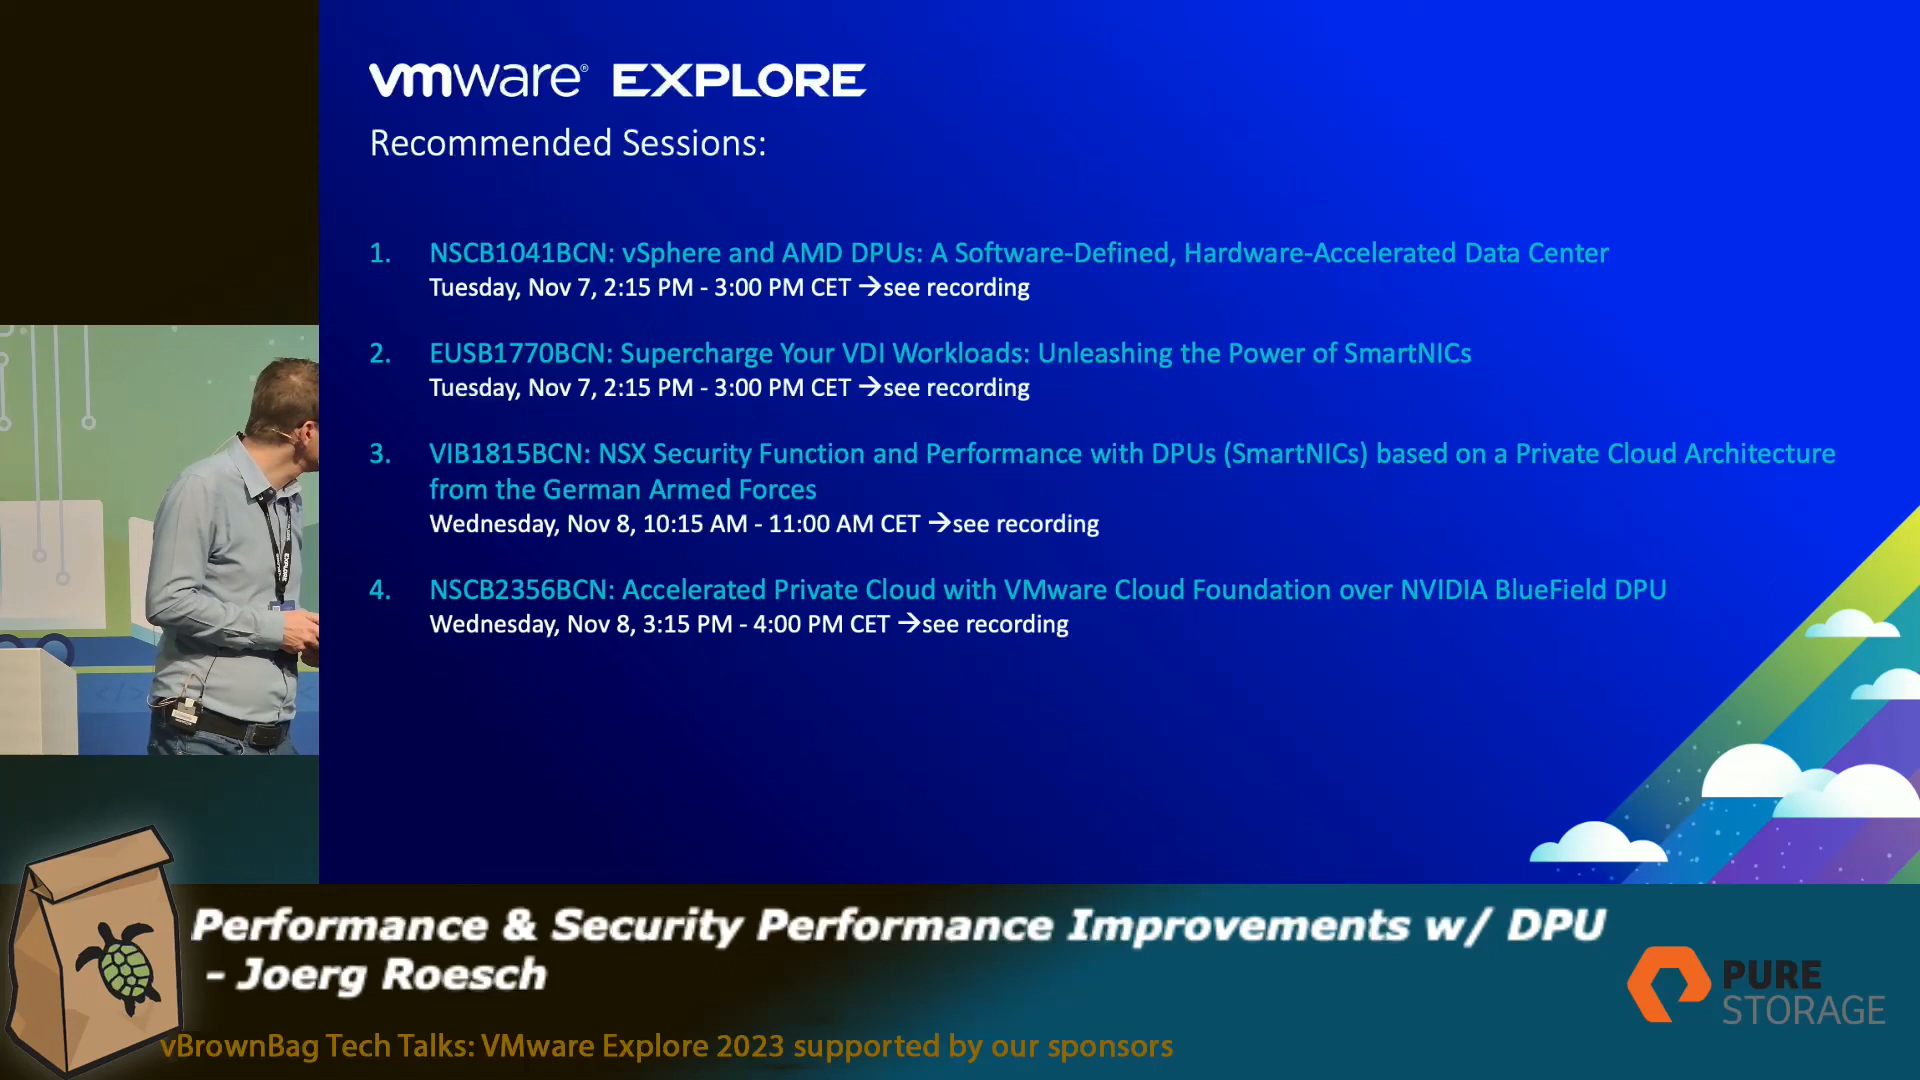 vmware® EXPLORE
Recommended Sessions:
1. NSCB1041BCN: vSphere and AMD DPUs: A Software-Defined, Hardware-Accelerated Data Center
Tuesday, Nov 7, 2:15 PM - 3:00 PM CET →see recording
2. EUSB1770BCN: Supercharge Your VDI Workloads: Unleashing the Power of SmartNICs
Tuesday, Nov 7, 2:15 PM - 3:00 PM CET →see recording
3. VIB1815BCN: NSX Security Function and Performance with DPUs (SmartNICs) based on a Private Cloud Architecture
from the German Armed Forces
Wednesday, Nov 8, 10:15 AM - 11:00 AM CET →see recording
4. NSCB2356BCN: Accelerated Private Cloud with VMware Cloud Foundation over NVIDIA BlueField DPU
Wednesday, Nov 8, 3:15 PM - 4:00 PM CET →see recording
EXPLORE
Performance & Security Performance Improvements w/ DPU
- Joerg Roesch
PURE
STORAGE
vBrownBag Tech Talks: VMware Explore 2023 supported by our sponsors